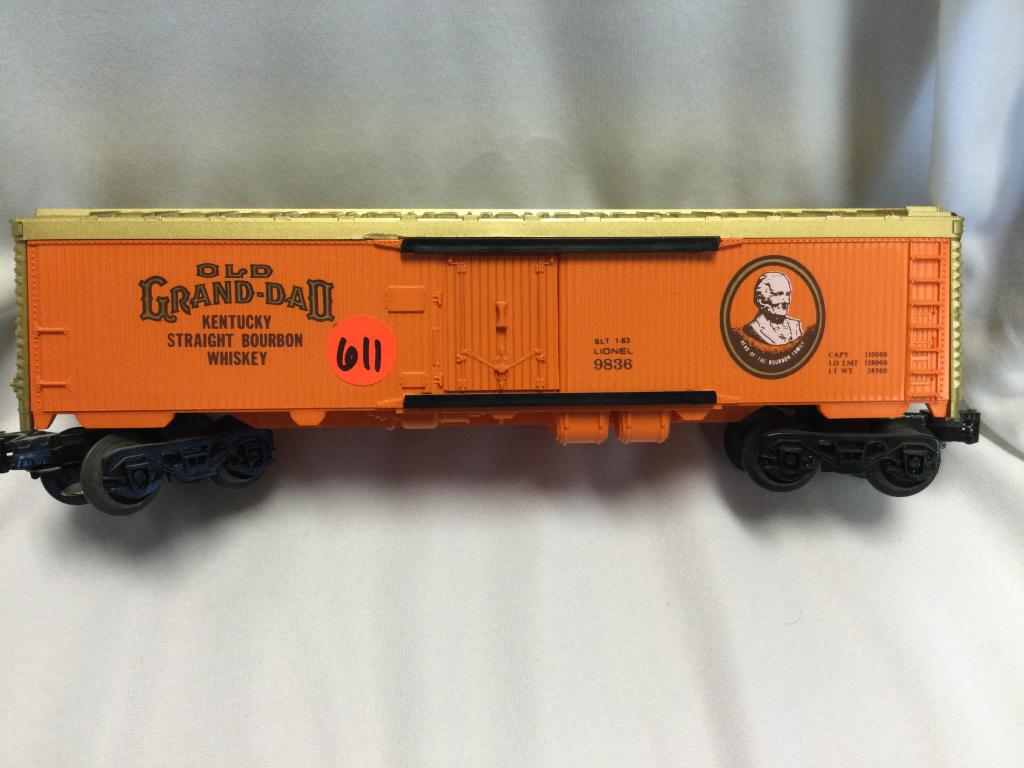 OLD
GRAND-DAD
KENTUCKY
STRAIGHT BOURBON
WHISKEY
611
BLT 1-83
LIONEL
9836
HEAD OF THE BOURBON FAMILY
CAPY 110000
LD LMT 118000
LT WT 38500